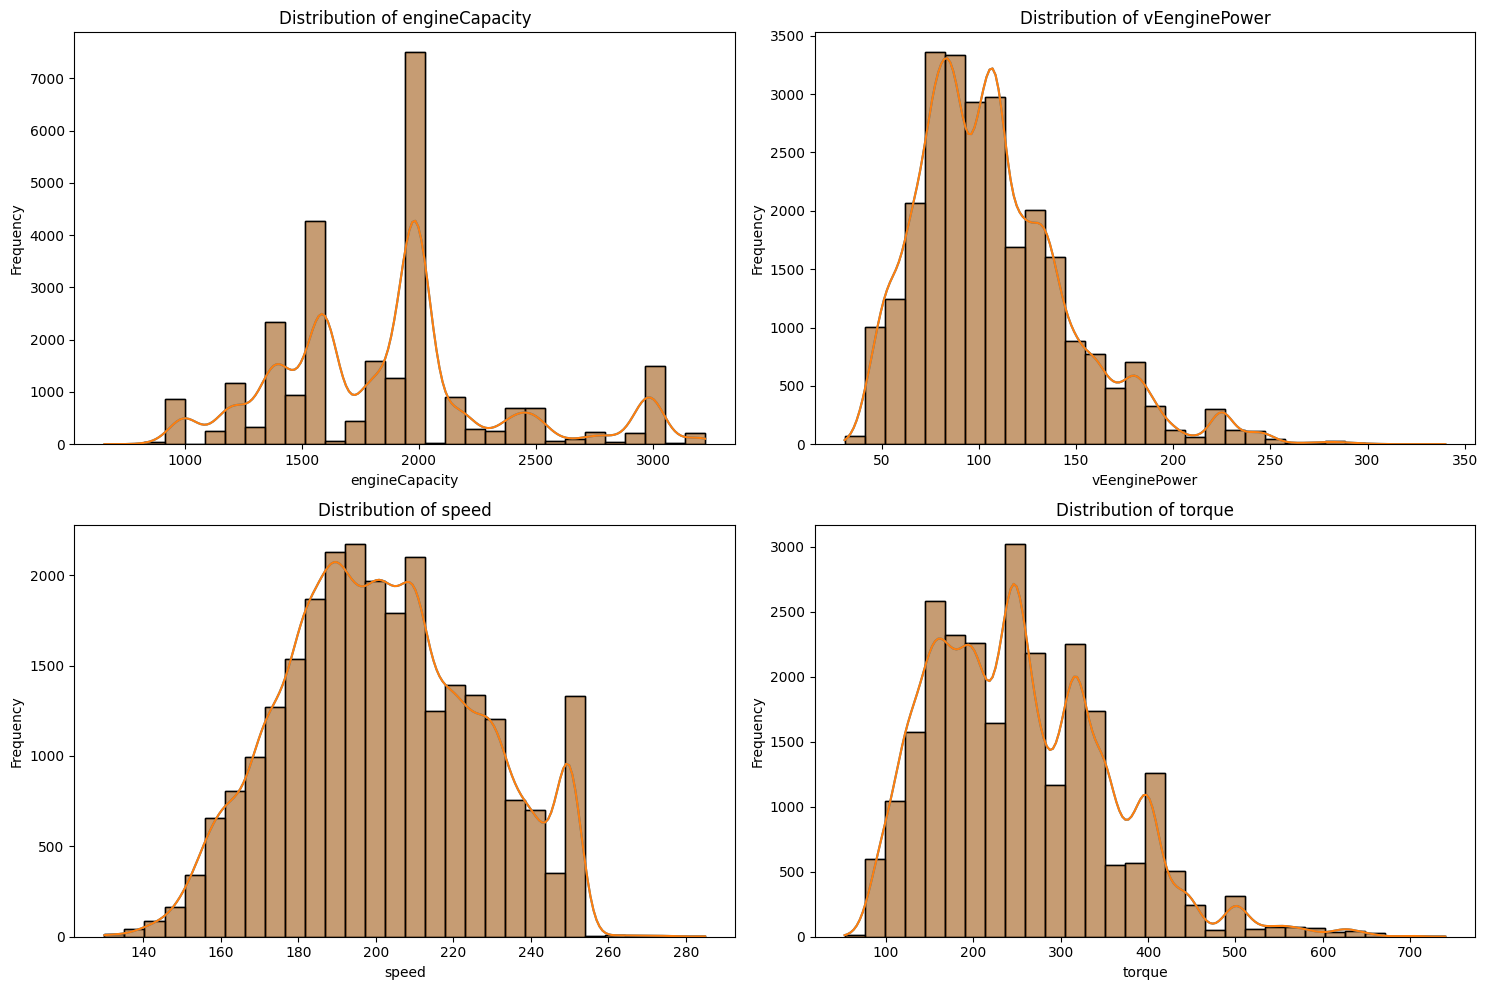 Distribution of engineCapacity
Frequency
7000
6000
5000
4000
3000
2000
1000
0
1000 1500 2000 2500 3000
engineCapacity
Distribution of vEenginePower
Frequency
3500
3000
2500
2000
1500
1000
500
0
50 100 150 200 250 300 350
vEenginePower
Distribution of speed
Frequency
2000
1500
1000
500
0
140 160 180 200 220 240 260 280
speed
Distribution of torque
Frequency
3000
2500
2000
1500
1000
500
0
100 200 300 400 500 600 700
torque